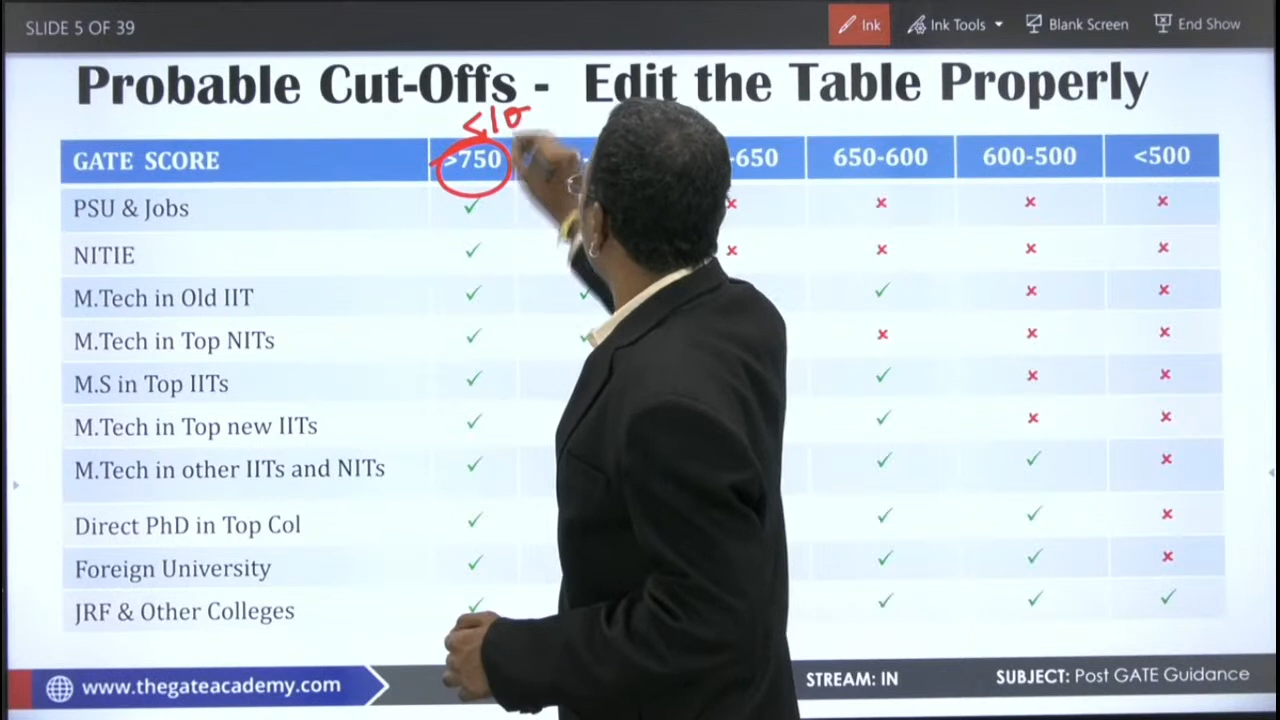 SLIDE 5 OF 39 Ink Ink Tools Blank Screen End Show
Probable Cut-Offs - Edit the Table Properly
<10
GATE SCORE >750 -650 650-600 600-500 <500
PSU & Jobs ✓ ✗ ✗ ✗ ✗
NITIE ✓ ✗ ✗ ✗ ✗
M.Tech in Old IIT ✓ ✓ ✓ ✗ ✗
M.Tech in Top NITs ✓ ✓ ✗ ✗ ✗
M.S in Top IITs ✓ ✓ ✗ ✗
M.Tech in Top new IITs ✓ ✓ ✗ ✗
M.Tech in other IITs and NITs ✓ ✓ ✓ ✗
Direct PhD in Top Col ✓ ✓ ✓ ✗
Foreign University ✓ ✓ ✓ ✗
JRF & Other Colleges ✓ ✓ ✓ ✓
www.thegateacademy.com STREAM: IN SUBJECT: Post GATE Guidance